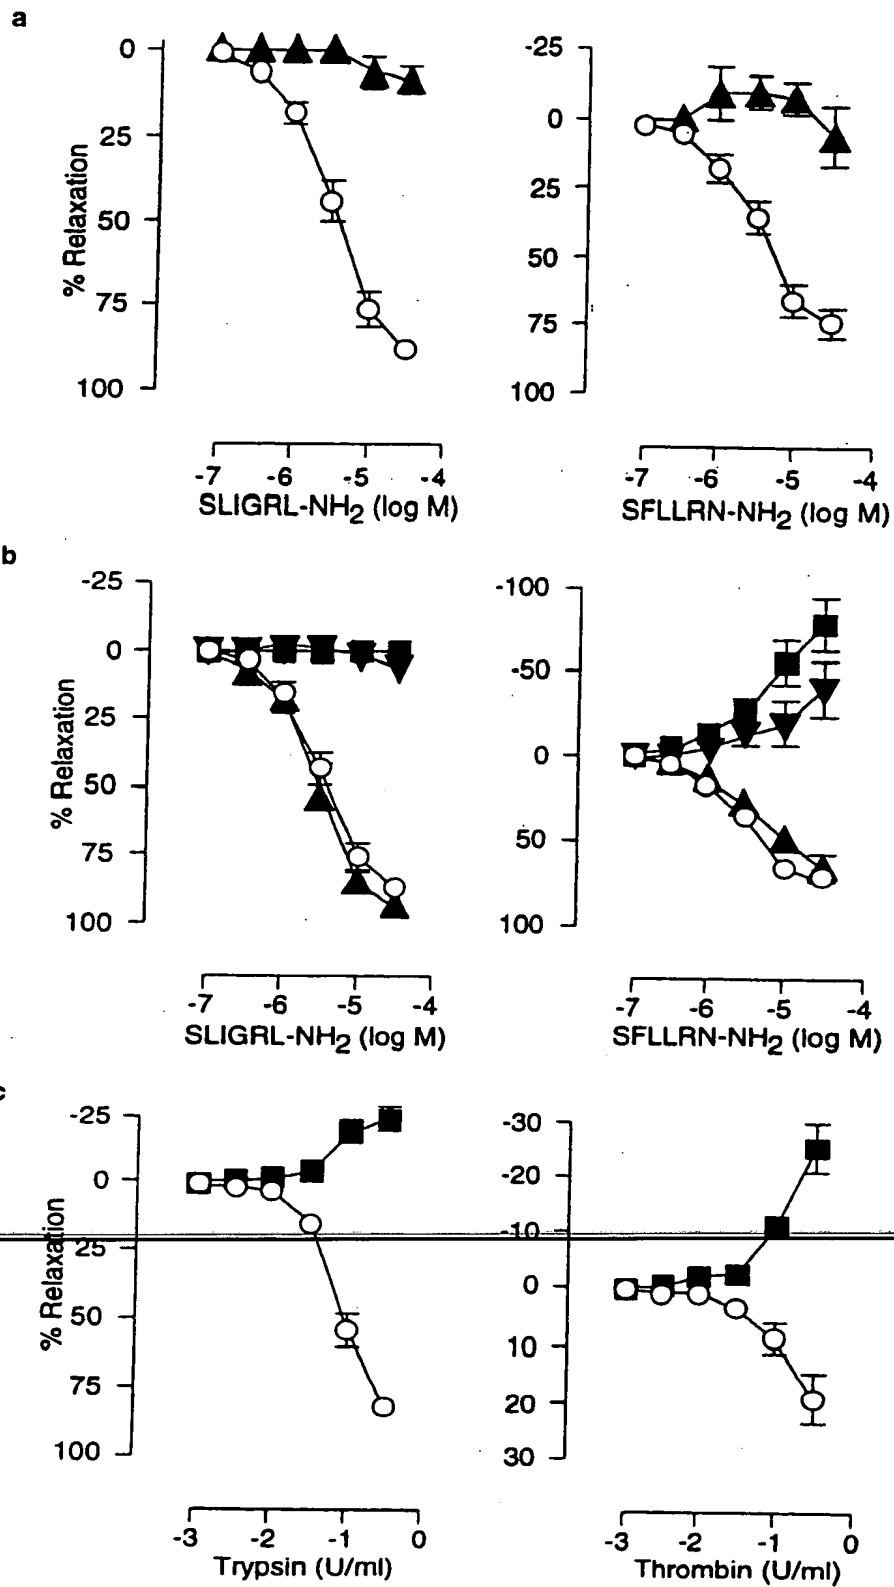 a
0
25
50
75
100
% Relaxation
-7 -6 -5 -4
SLIGRL-NH2 (log M)
-25
0
25
50
75
100
-7 -6 -5 -4
SFLLRN-NH2 (log M)
b
-25
0
25
50
75
100
% Relaxation
-7 -6 -5 -4
SLIGRL-NH2 (log M)
-100
-50
0
50
100
-7 -6 -5 -4
SFLLRN-NH2 (log M)
c
-25
0
25
50
75
100
% Relaxation
-3 -2 -1 0
Trypsin (U/ml)
-30
-20
-10
0
10
20
30
-3 -2 -1 0
Thrombin (U/ml)